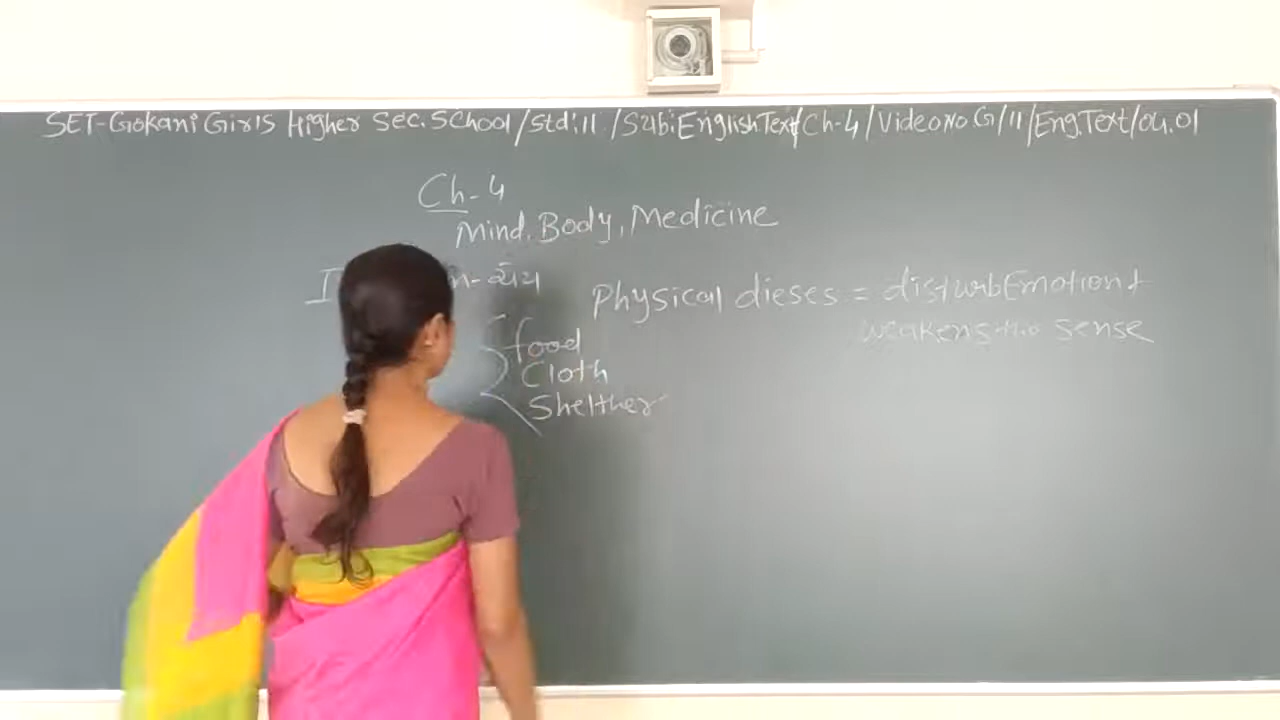 SET-Gokani Girls Higher Sec. School/Std:11/Sub:English Text/Ch-4/Video No.G/11/Eng.Text/04.01
Ch-4
Mind, Body, Medicine
Physical dieses = disturb Emotion +
weakens the sense
food
Cloth
Shelther